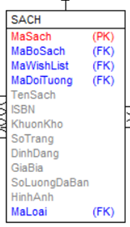 SACH
MaSach (PK)
MaBoSach (FK)
MaWishList (FK)
MaDoiTuong (FK)
TenSach
ISBN
KhuonKho
SoTrang
DinhDang
GiaBia
SoLuongDaBan
HinhAnh
MaLoai (FK)